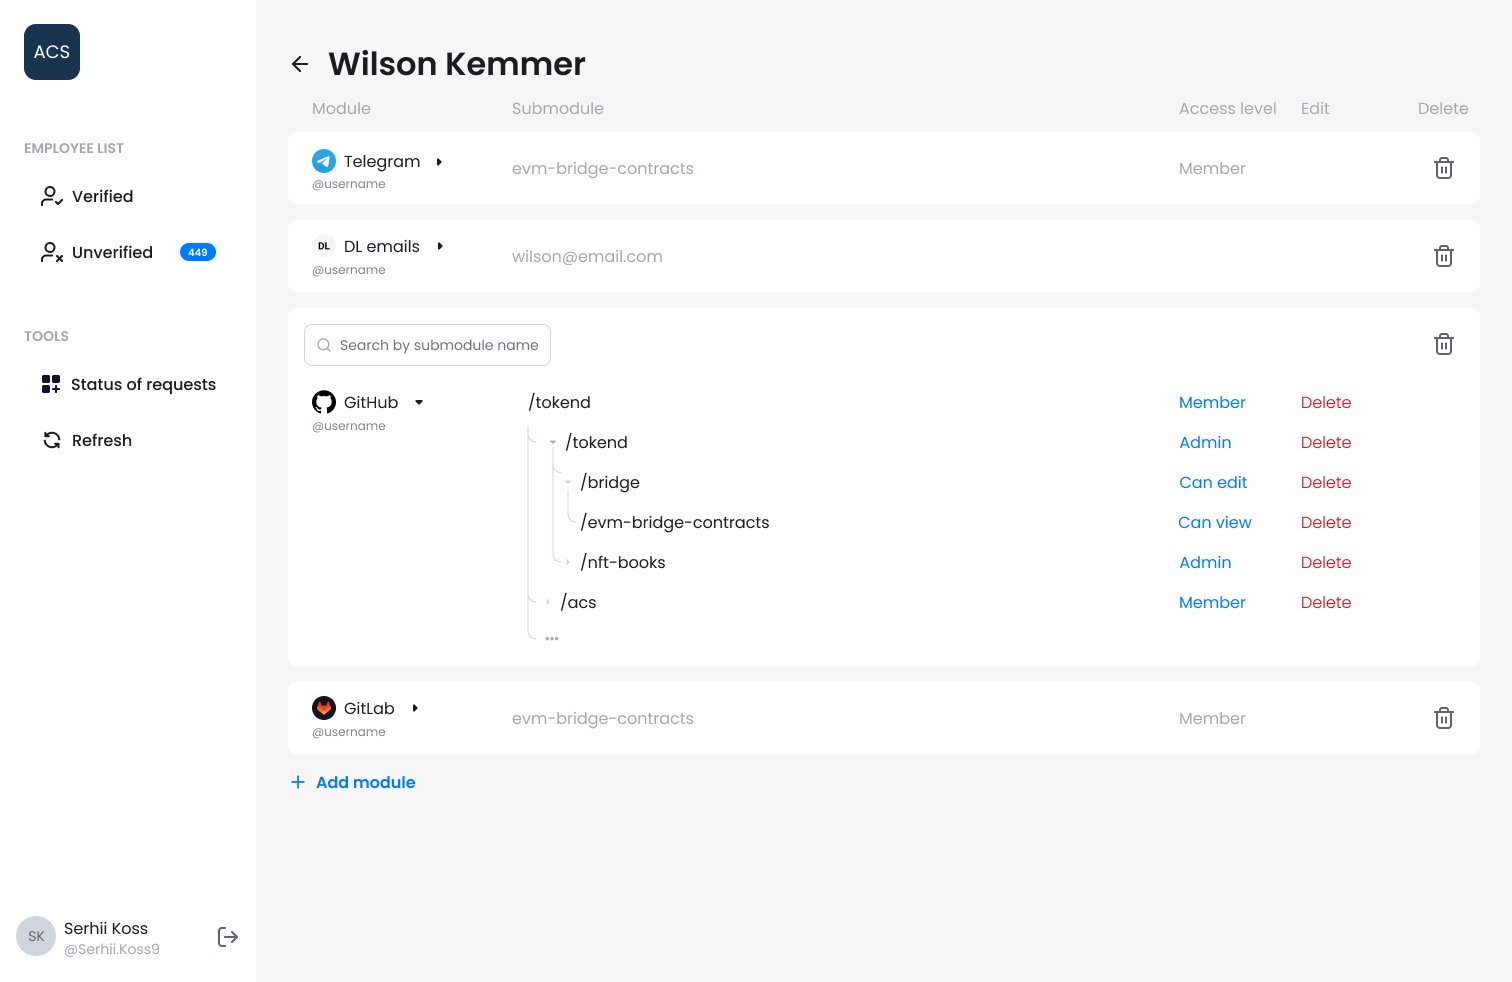 ACS
EMPLOYEE LIST
Verified
Unverified 449
TOOLS
Status of requests
Refresh
SK
Serhii Koss
@Serhii.Koss9
Wilson Kemmer
Module Submodule Access level Edit Delete
Telegram evm-bridge-contracts Member
@username
DL DL emails wilson@email.com
@username
Search by submodule name
GitHub /tokend Member Delete
@username
/tokend Admin Delete
/bridge Can edit Delete
/evm-bridge-contracts Can view Delete
/nft-books Admin Delete
/acs Member Delete
...
GitLab evm-bridge-contracts Member
@username
+ Add module